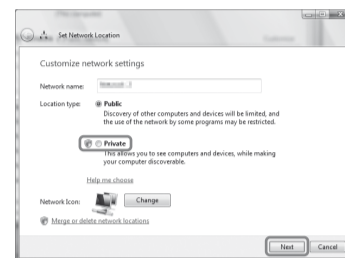 Set Network Location
Customize network settings
Network name:
Location type:
Public
Discovery of other computers and devices will be limited, and
the use of the network by some programs may be restricted.
Private
This allows you to see computers and devices, while making
your computer discoverable.
Help me choose
Network Icon:
Change
Merge or delete network locations
Next
Cancel